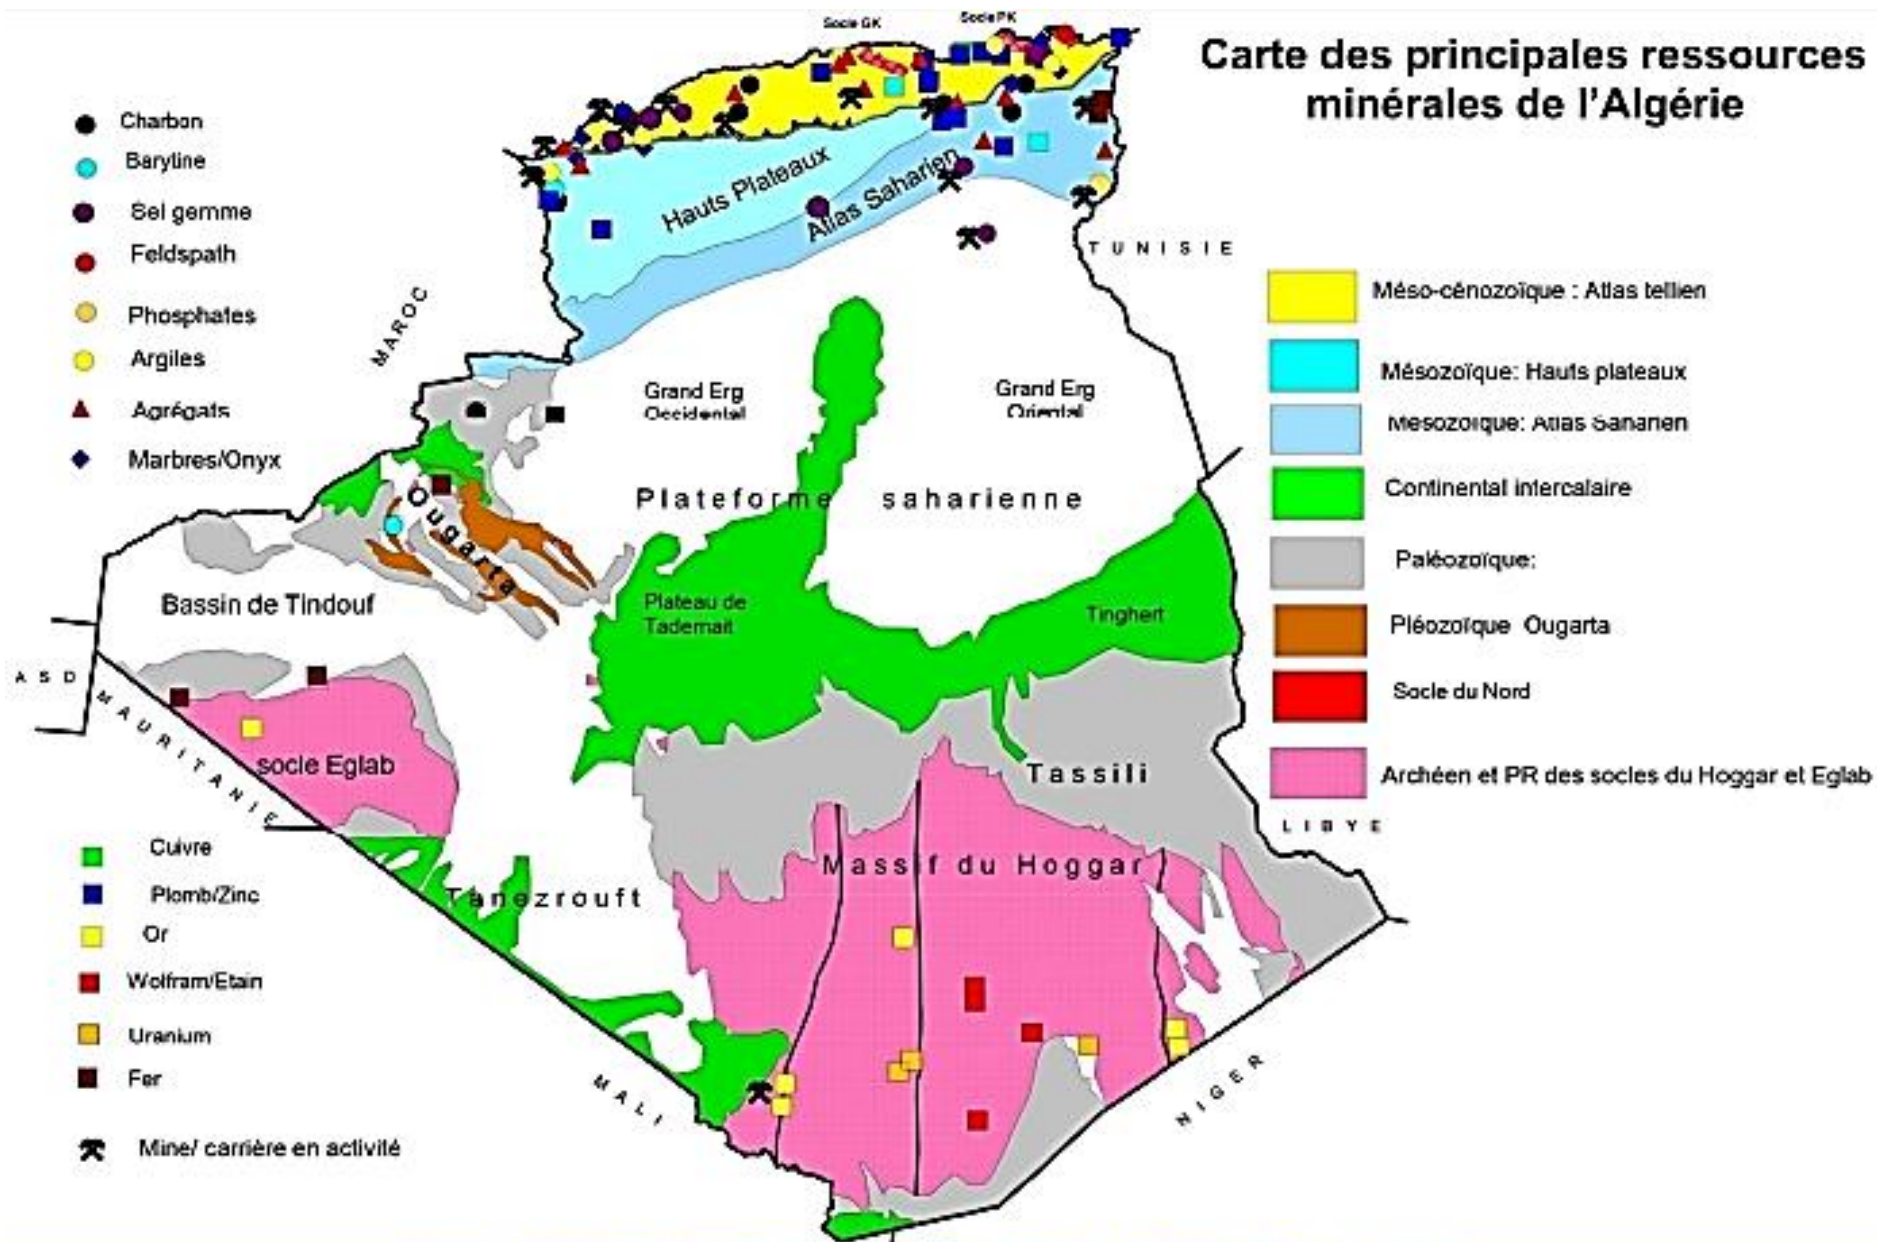 Socle GK
Socle PK
Carte des principales ressources
minérales de l'Algérie
Charbon
Barytine
Sel gemme
Feldspath
Phosphates
Argiles
Agrégats
Marbres/Onyx
Hauts Plateaux
Atlas Saharien
TUNISIE
MAROC
Méso-cénozoïque : Atlas tellien
Mésozoïque: Hauts plateaux
Mésozoïque: Atlas Saharien
Continental intercalaire
Paléozoïque:
Pléozoïque Ougarta
Socle du Nord
Archéen et PR des socles du Hoggar et Eglab
Grand Erg
Occidental
Grand Erg
Oriental
Plateforme saharienne
Ougarta
Bassin de Tindouf
Plateau de
Tademait
Tinghert
ASD
MAURITANIE
socle Eglab
Tassili
LIBYE
Massif du Hoggar
Tanezrouft
Cuivre
Plomb/Zinc
Or
Wolfram/Etain
Uranium
Fer
Mine/ carrière en activité
MALI
NIGER